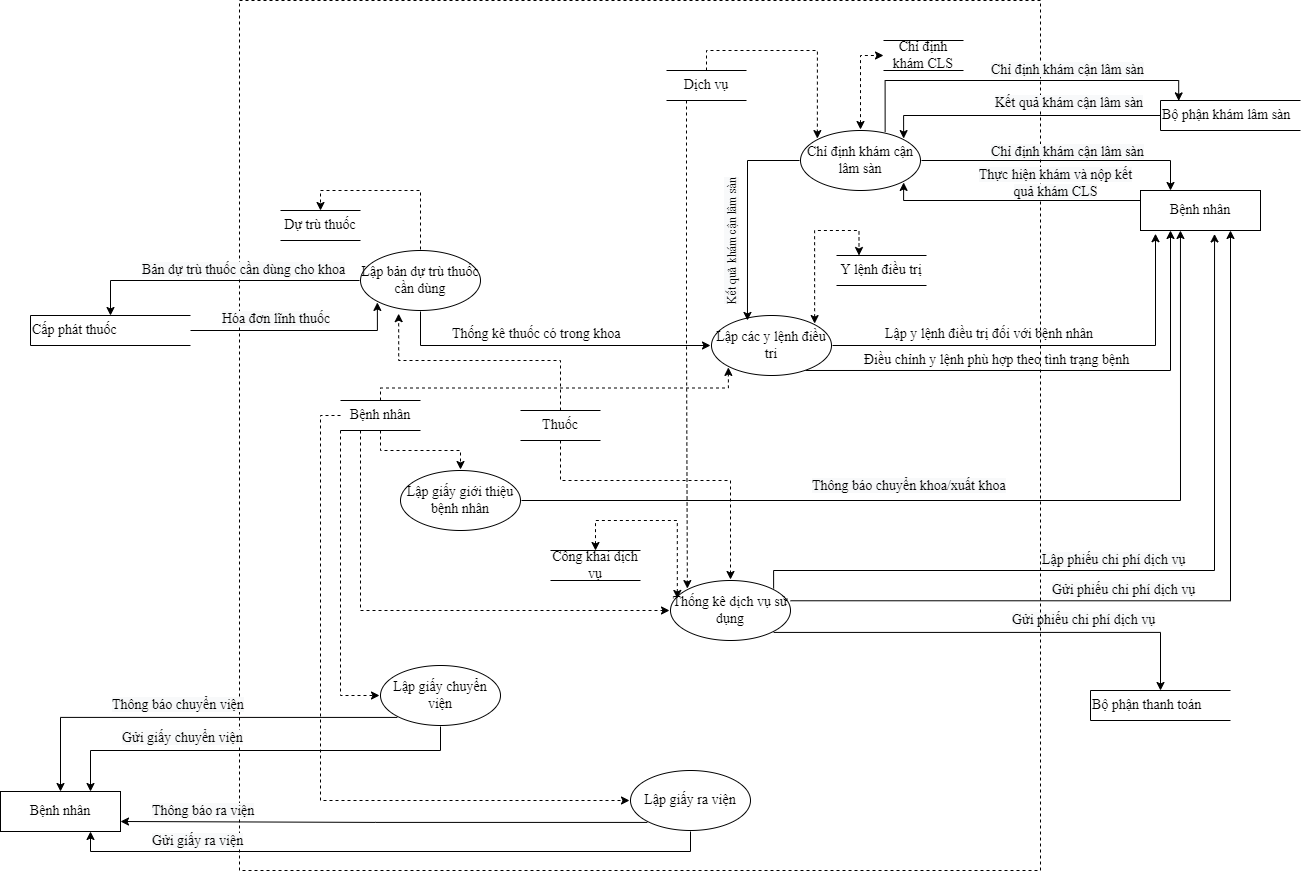 Chỉ định
khám CLS
Chỉ định khám cận lâm sàn
Dịch vụ
Kết quả khám cận lâm sàn
Bộ phận khám lâm sàn
Chỉ định khám cận
lâm sàn
Chỉ định khám cận lâm sàn
Thực hiện khám và nộp kết
quả khám CLS
Bệnh nhân
Kết quả khám cận lâm sàn
Dự trù thuốc
Y lệnh điều trị
Bản dự trù thuốc cần dùng cho khoa
Lập bản dự trù thuốc
cần dùng
Cấp phát thuốc
Hóa đơn lĩnh thuốc
Thống kê thuốc có trong khoa
Lập các y lệnh điều
trị
Lập y lệnh điều trị đối với bệnh nhân
Điều chỉnh y lệnh phù hợp theo tình trạng bệnh
Bệnh nhân
Thuốc
Lập giấy giới thiệu
bệnh nhân
Thông báo chuyển khoa/xuất khoa
Công khai dịch
vụ
Lập phiếu chi phí dịch vụ
Thống kê dịch vụ sử
dụng
Gửi phiếu chi phí dịch vụ
Gửi phiếu chi phí dịch vụ
Lập giấy chuyển
viện
Thông báo chuyển viện
Bộ phận thanh toán
Gửi giấy chuyển viện
Lập giấy ra viện
Bệnh nhân
Thông báo ra viện
Gửi giấy ra viện